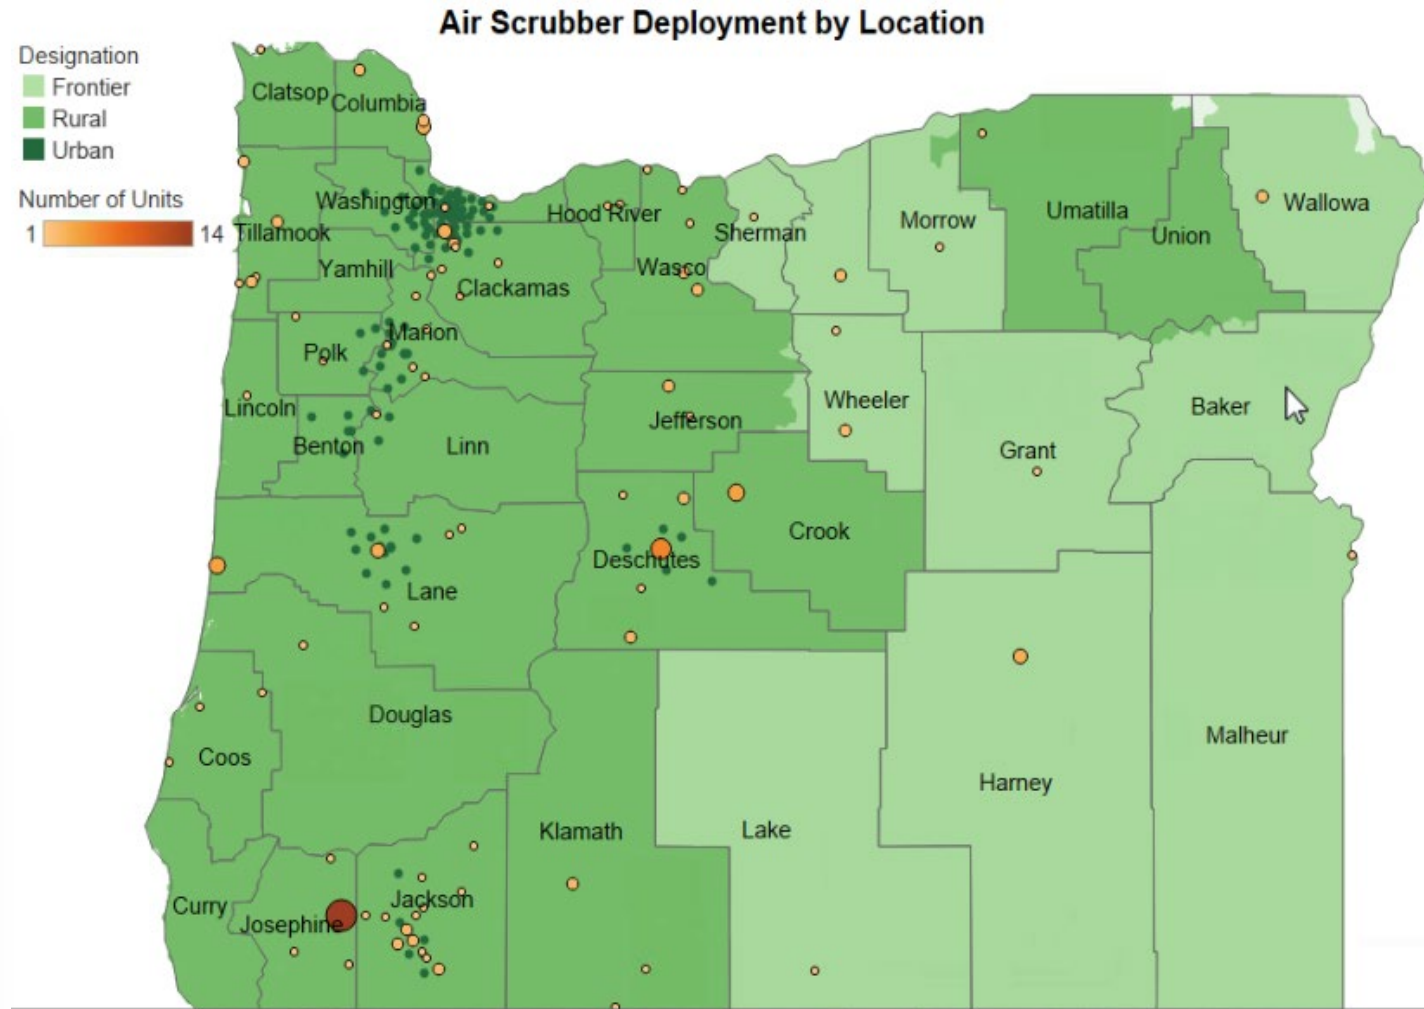 Air Scrubber Deployment by Location
Designation
Frontier
Rural
Urban
Number of Units
1 14
Clatsop
Columbia
Washington
Hood River
Tillamook
Sherman
Morrow
Umatilla
Union
Wallowa
Yamhill
Clackamas
Wasco
Marion
Polk
Lincoln
Jefferson
Wheeler
Baker
Benton
Linn
Grant
Crook
Deschutes
Lane
Douglas
Coos
Malheur
Harney
Klamath
Lake
Curry
Jackson
Josephine